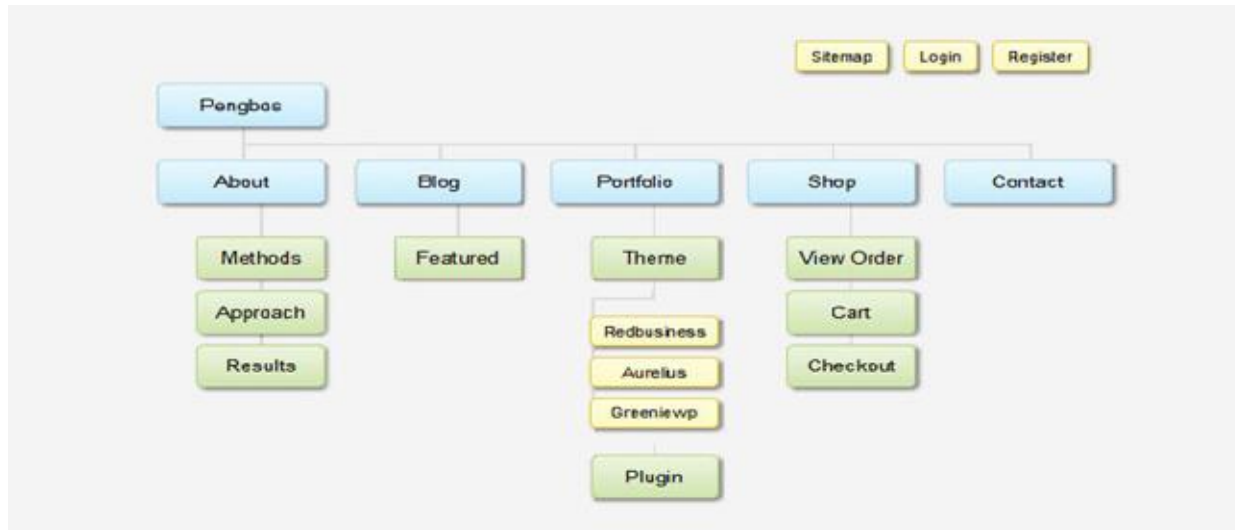 Sitemap Login Register
Pengbos
About Blog Portfolio Shop Contact
Methods Featured Theme View Order
Approach Cart
Redbusiness
Results Checkout
Aurelius
Greeniewp
Plugin